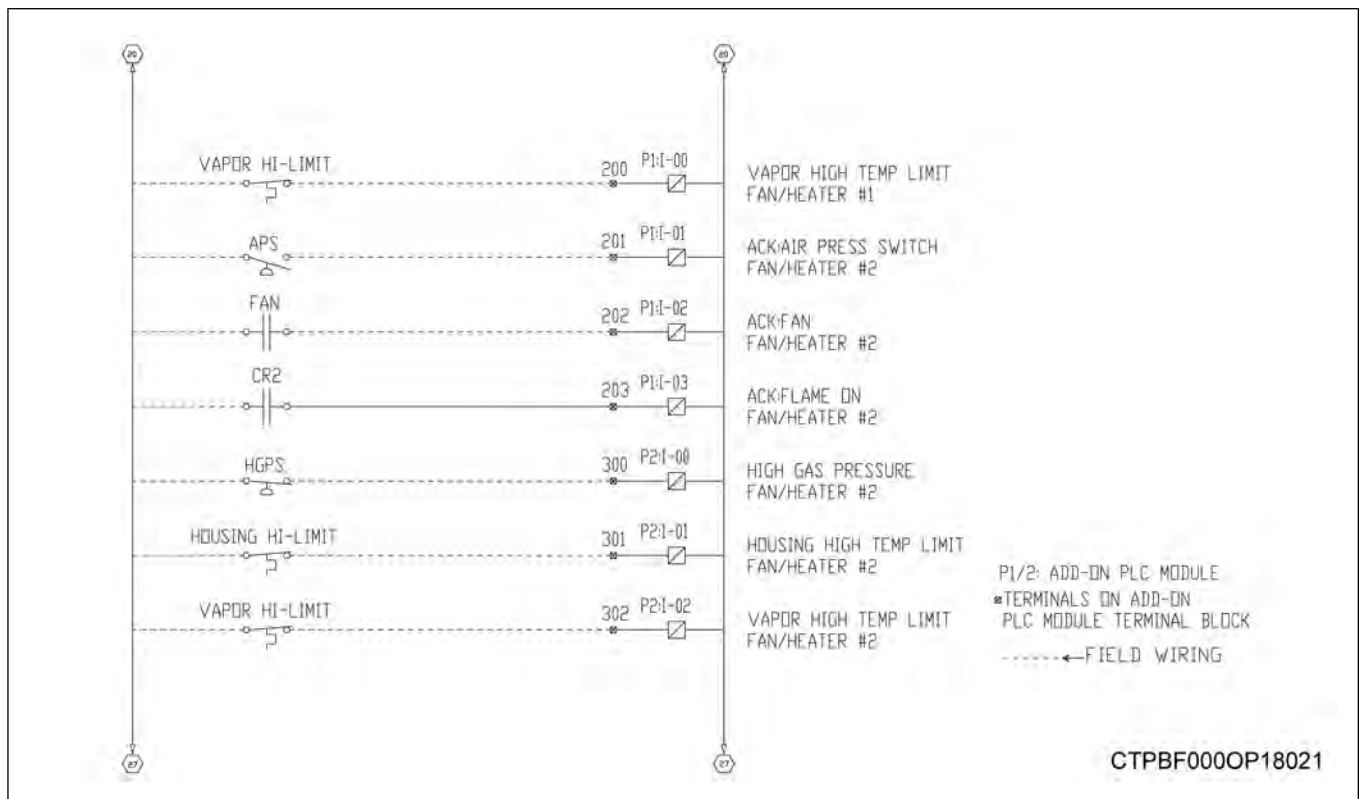 20 20
VAPOR HI-LIMIT
200 P1:I-00
VAPOR HIGH TEMP LIMIT
FAN/HEATER #1
APS
201 P1:I-01
ACK:AIR PRESS SWITCH
FAN/HEATER #2
FAN
202 P1:I-02
ACK:FAN
FAN/HEATER #2
CR2
203 P1:I-03
ACK:FLAME ON
FAN/HEATER #2
HGPS
300 P2:I-00
HIGH GAS PRESSURE
FAN/HEATER #2
HOUSING HI-LIMIT
301 P2:I-01
HOUSING HIGH TEMP LIMIT
FAN/HEATER #2
VAPOR HI-LIMIT
302 P2:I-02
VAPOR HIGH TEMP LIMIT
FAN/HEATER #2
P1/2: ADD-ON PLC MODULE
TERMINALS ON ADD-ON
PLC MODULE TERMINAL BLOCK
FIELD WIRING
27 27
CTPBF000OP18021